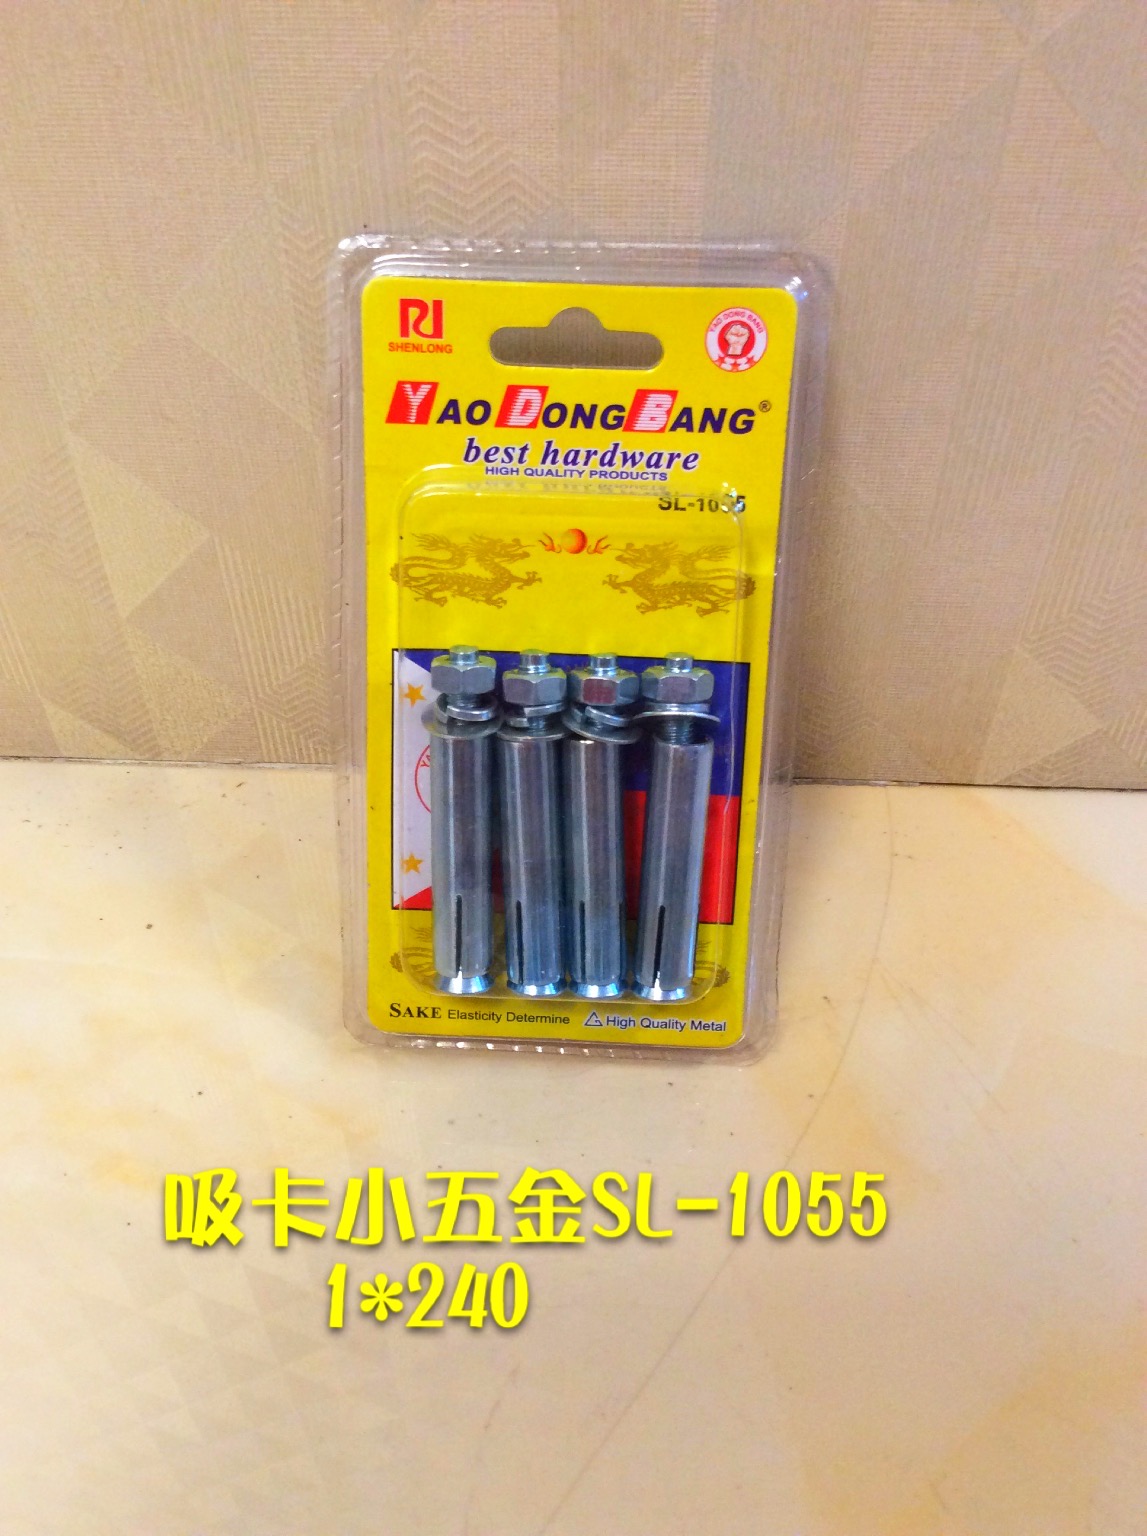 SHENLONG
YAO DONG BANG
YAO DONG BANG®
best hardware
HIGH QUALITY PRODUCTS
SL-1055
SAKE Elasticity Determine
High Quality Metal
吸卡小五金SL-1055
1*240